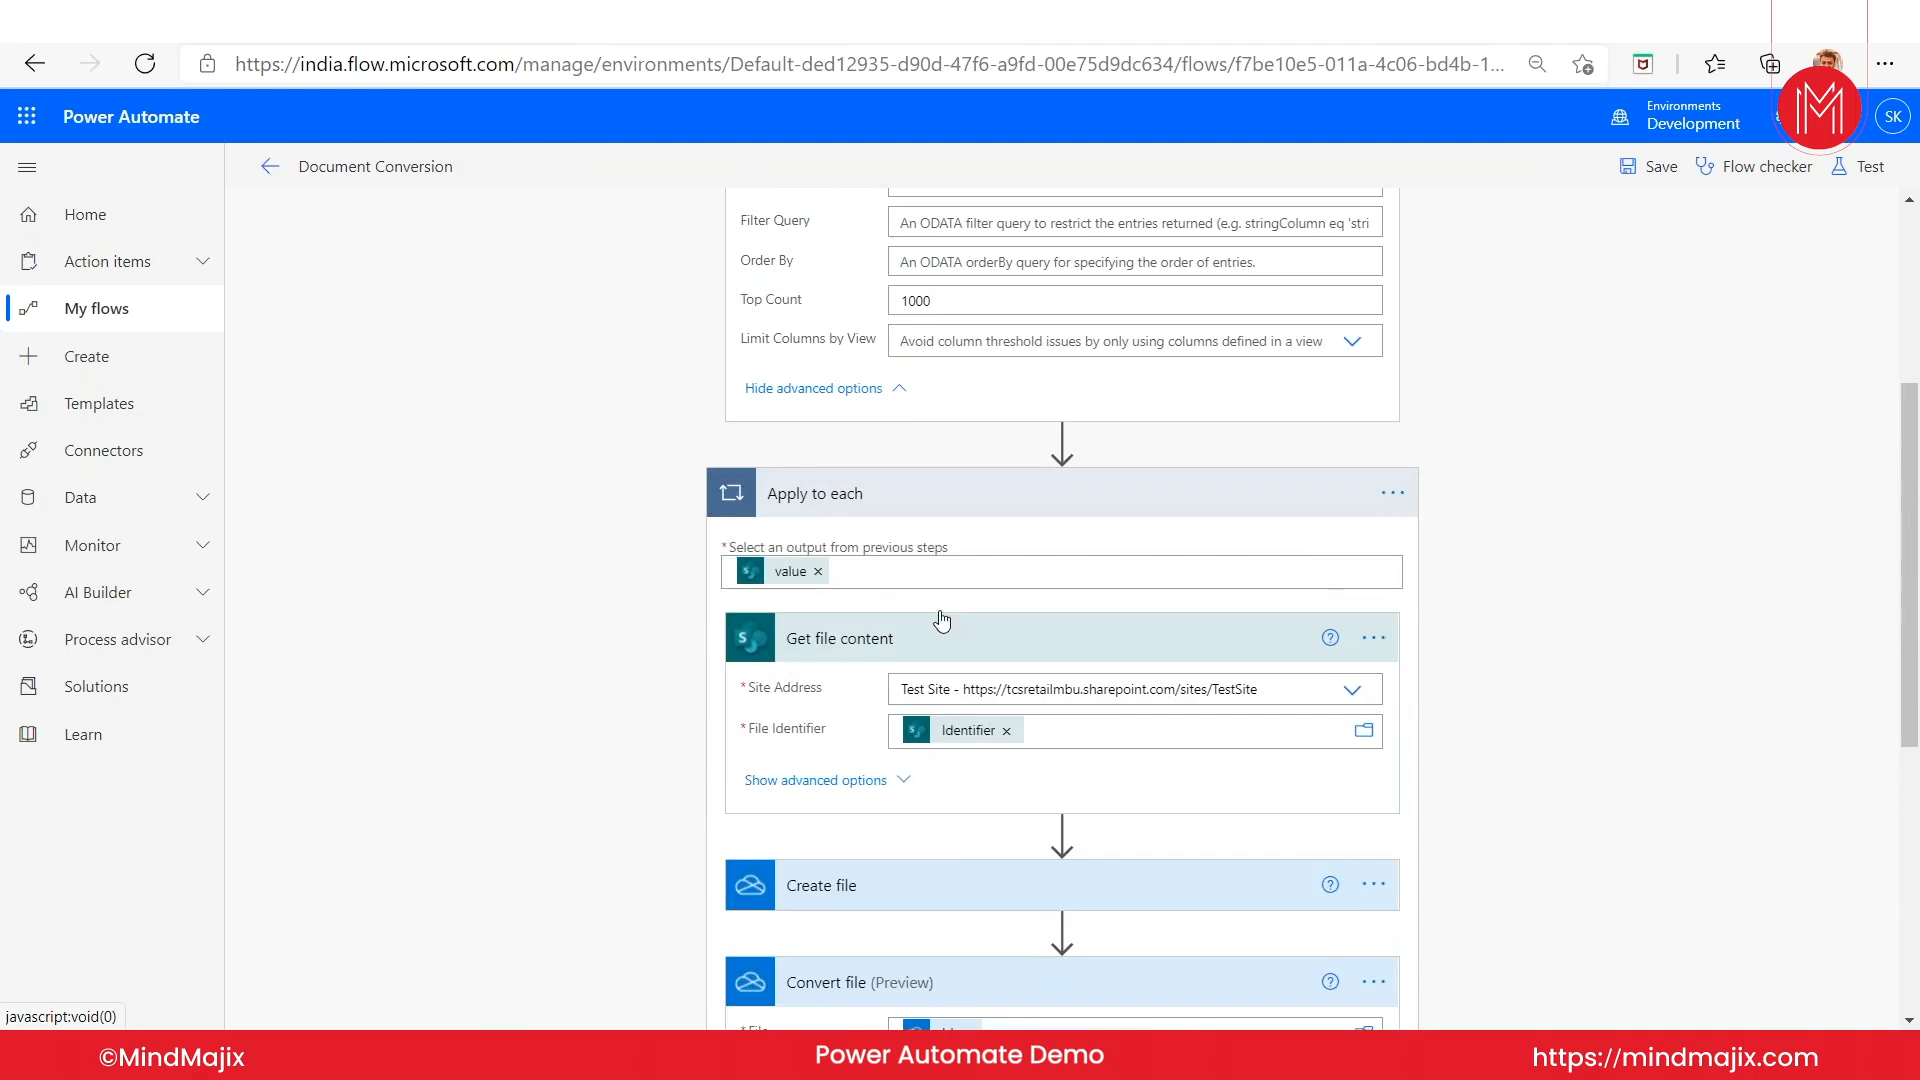 https://india.flow.microsoft.com/manage/environments/Default-ded12935-d90d-47f6-a9fd-00e75d9dc634/flows/f7be10e5-011a-4c06-bd4b-1...
Power Automate
Environments
Development
SK
Document Conversion
Save
Flow checker
Test
Home
Action items
My flows
Create
Templates
Connectors
Data
Monitor
AI Builder
Process advisor
Solutions
Learn
Filter Query
An ODATA filter query to restrict the entries returned (e.g. stringColumn eq 'stri
Order By
An ODATA orderBy query for specifying the order of entries.
Top Count
1000
Limit Columns by View
Avoid column threshold issues by only using columns defined in a view
Hide advanced options
Apply to each
*Select an output from previous steps
value
Get file content
*Site Address
Test Site - https://tcsretailmbu.sharepoint.com/sites/TestSite
*File Identifier
Identifier
Show advanced options
Create file
Convert file (Preview)
javascript:void(0)
©MindMajix
Power Automate Demo
https://mindmajix.com